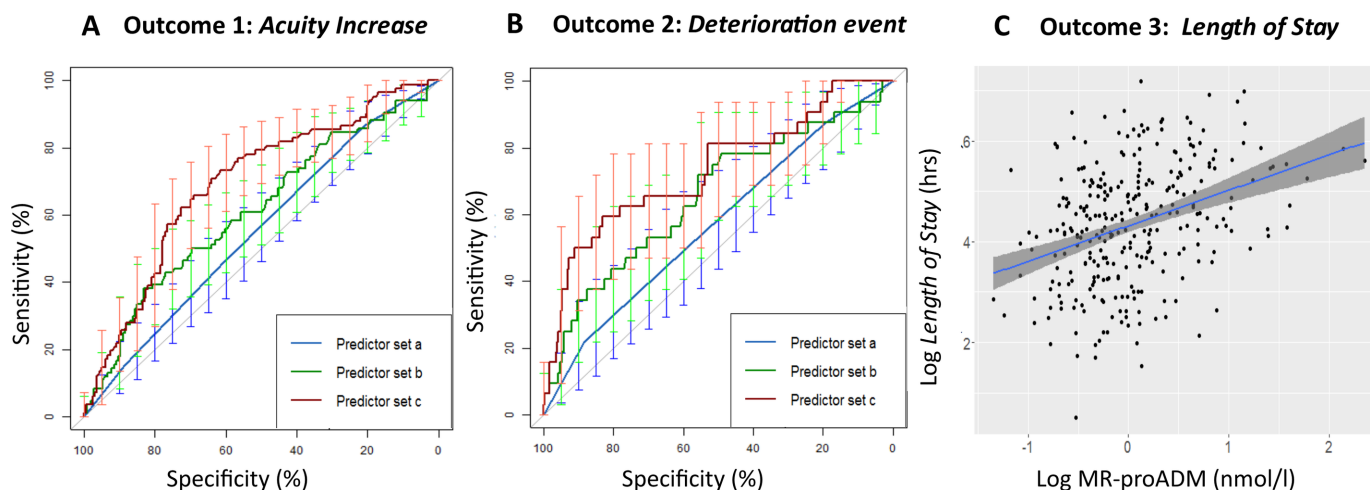 A Outcome 1: Acuity Increase
Sensitivity (%)
100
80
60
40
20
0
100 80 60 40 20 0
Specificity (%)
Predictor set a
Predictor set b
Predictor set c
B Outcome 2: Deterioration event
Sensitivity (%)
100
80
60
40
20
0
100 80 60 40 20 0
Specificity (%)
Predictor set a
Predictor set b
Predictor set c
C Outcome 3: Length of Stay
Log Length of Stay (hrs)
6
4
2
-1 0 1 2
Log MR-proADM (nmol/l)